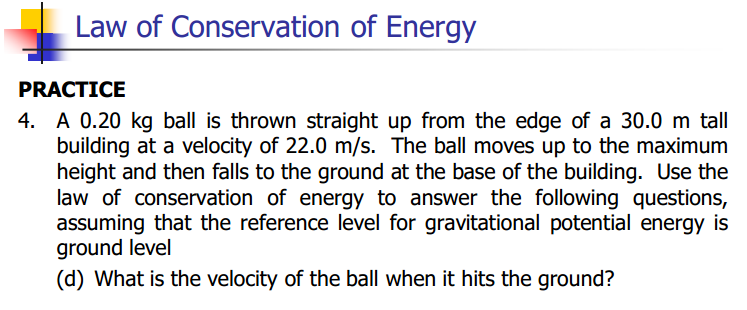 Law of Conservation of Energy
PRACTICE
4. A 0.20 kg ball is thrown straight up from the edge of a 30.0 m tall
building at a velocity of 22.0 m/s. The ball moves up to the maximum
height and then falls to the ground at the base of the building. Use the
law of conservation of energy to answer the following questions,
assuming that the reference level for gravitational potential energy is
ground level
(d) What is the velocity of the ball when it hits the ground?